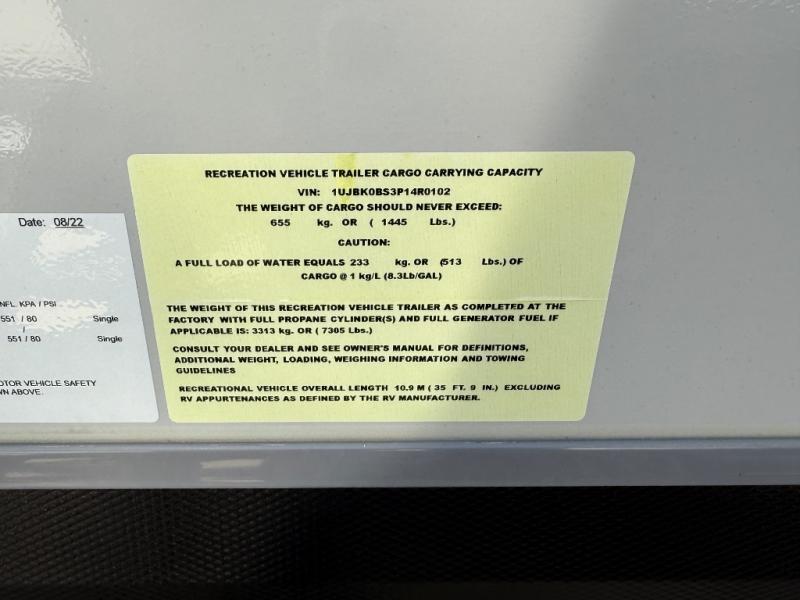 RECREATION VEHICLE TRAILER CARGO CARRYING CAPACITY
VIN: 1UJBK0BS3P14R0102
THE WEIGHT OF CARGO SHOULD NEVER EXCEED:
655 kg. OR ( 1445 Lbs.)
CAUTION:
A FULL LOAD OF WATER EQUALS 233 kg. OR (513 Lbs.) OF
CARGO @ 1 kg/L (8.3Lb/GAL)
THE WEIGHT OF THIS RECREATION VEHICLE TRAILER AS COMPLETED AT THE
FACTORY WITH FULL PROPANE CYLINDER(S) AND FULL GENERATOR FUEL IF
APPLICABLE IS: 3313 kg. OR ( 7305 Lbs.)
CONSULT YOUR DEALER AND SEE OWNER'S MANUAL FOR DEFINITIONS,
ADDITIONAL WEIGHT, LOADING, WEIGHING INFORMATION AND TOWING
GUIDELINES
RECREATIONAL VEHICLE OVERALL LENGTH 10.9 M ( 35 FT. 9 IN.) EXCLUDING
RV APPURTENANCES AS DEFINED BY THE RV MANUFACTURER.
Date: 08/22
NFL. KPA / PSI
551 / 80 Single
/
551 / 80 Single
OTOR VEHICLE SAFETY
WN ABOVE.